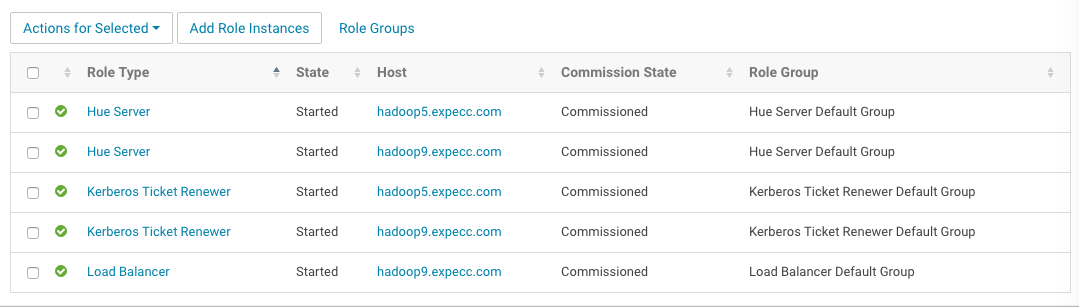 Actions for Selected Add Role Instances Role Groups
Role Type State Host Commission State Role Group
Hue Server Started hadoop5.expecc.com Commissioned Hue Server Default Group
Hue Server Started hadoop9.expecc.com Commissioned Hue Server Default Group
Kerberos Ticket Renewer Started hadoop5.expecc.com Commissioned Kerberos Ticket Renewer Default Group
Kerberos Ticket Renewer Started hadoop9.expecc.com Commissioned Kerberos Ticket Renewer Default Group
Load Balancer Started hadoop9.expecc.com Commissioned Load Balancer Default Group